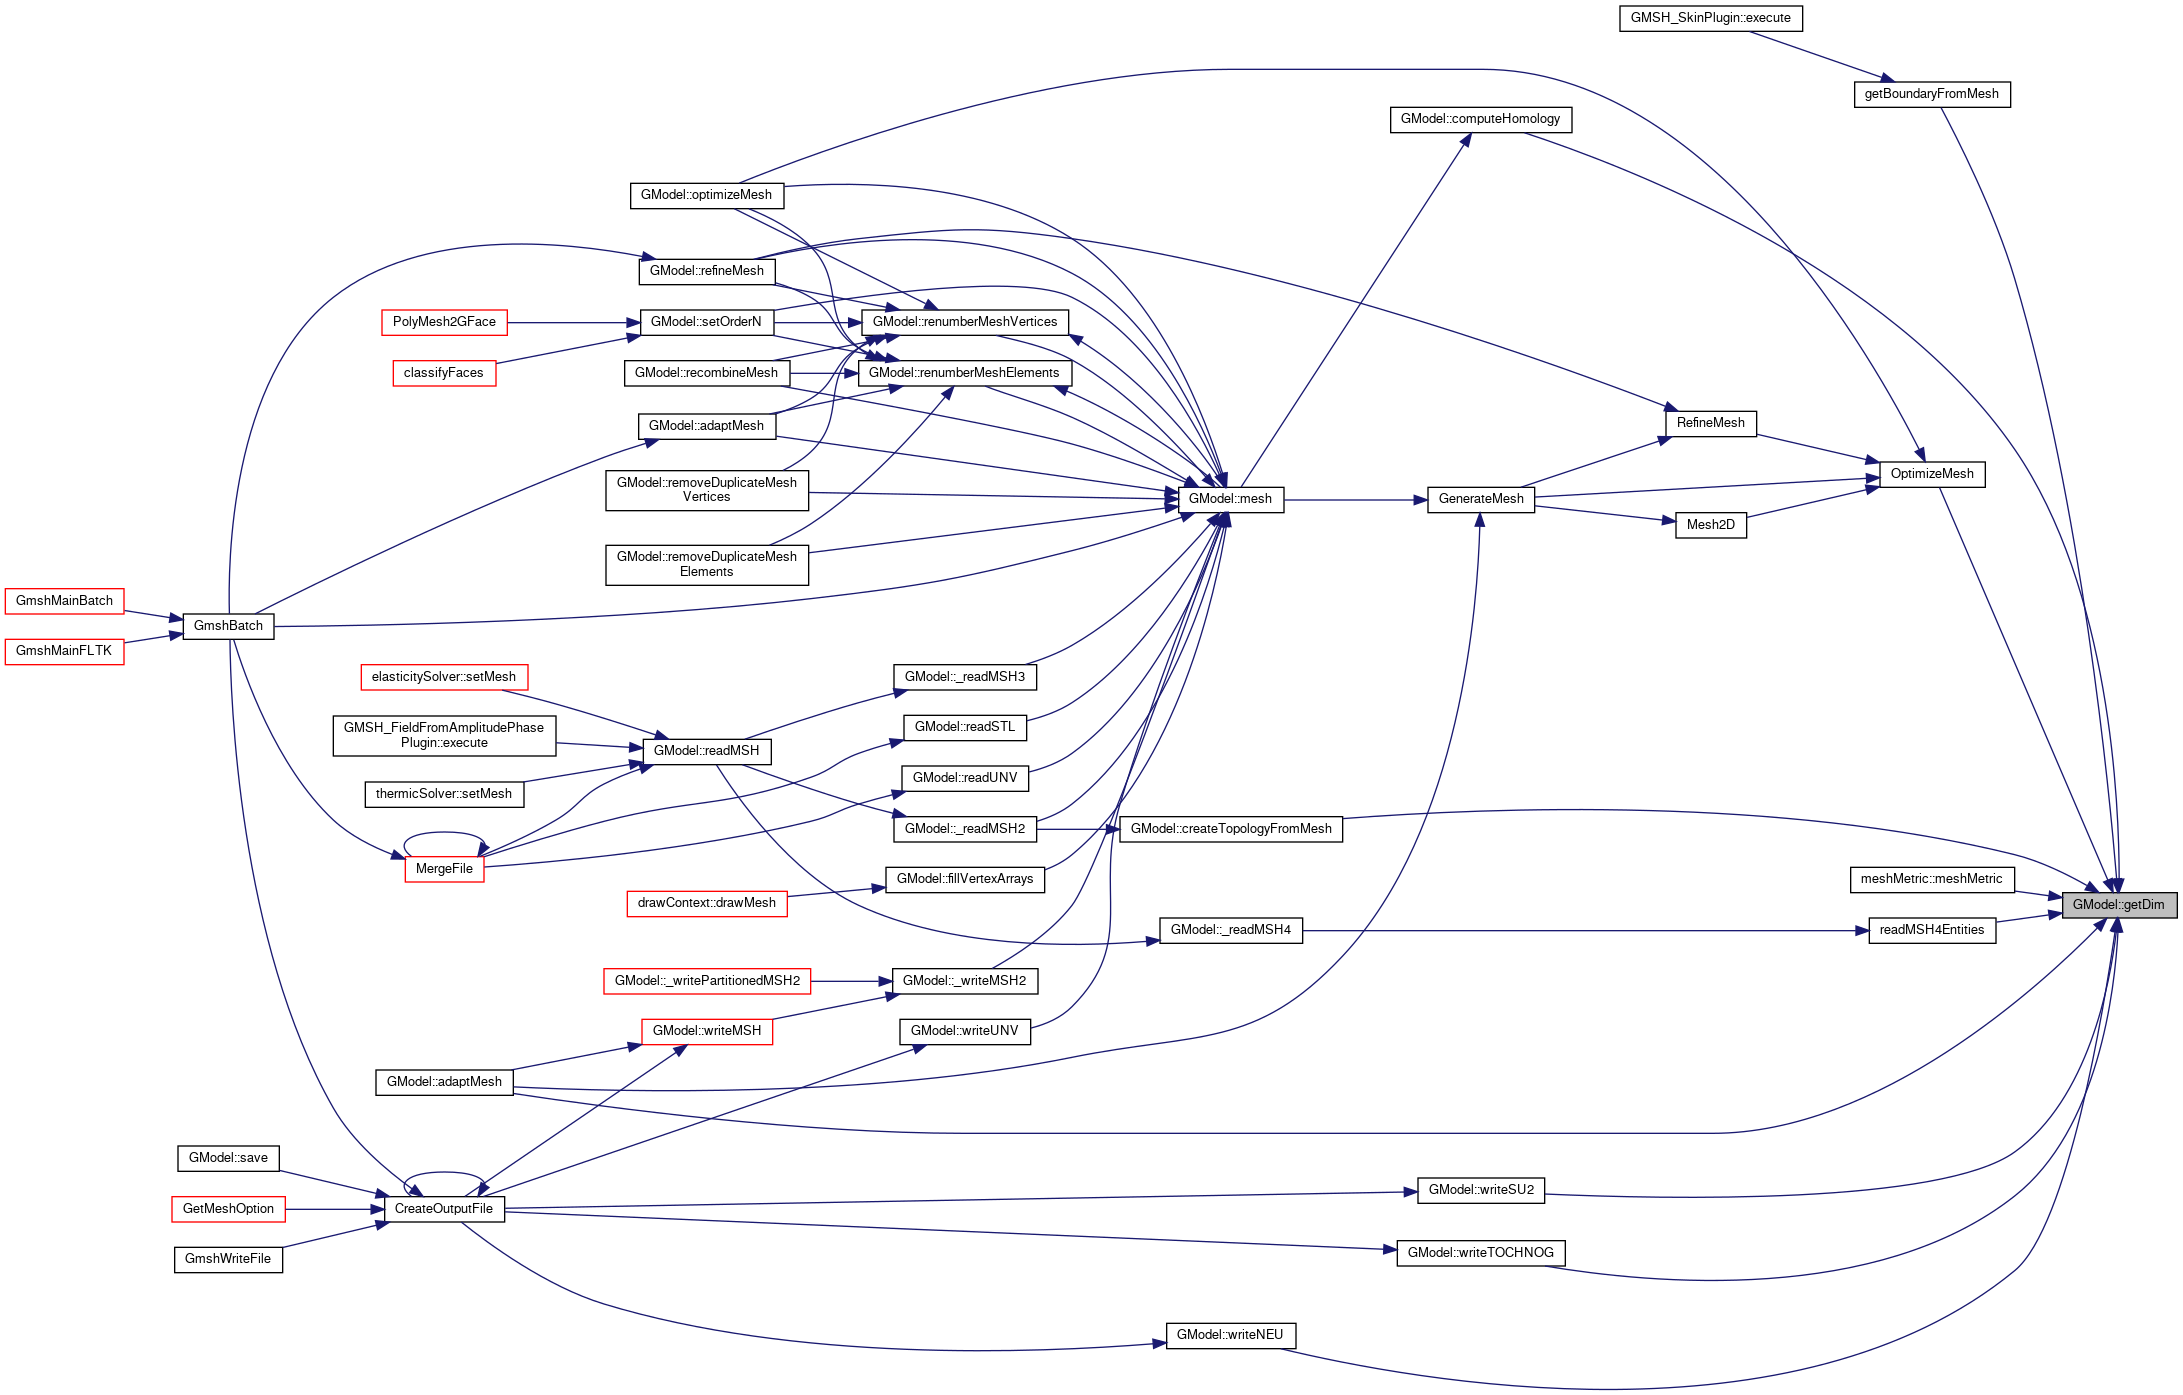 GMSH_SkinPlugin::execute
getBoundaryFromMesh
GModel::computeHomology
GModel::optimizeMesh
GModel::refineMesh
PolyMesh2GFace
GModel::setOrderN
GModel::renumberMeshVertices
classifyFaces
GModel::recombineMesh
GModel::renumberMeshElements
GModel::adaptMesh
RefineMesh
OptimizeMesh
GModel::removeDuplicateMesh
Vertices
GModel::mesh
GenerateMesh
Mesh2D
GModel::removeDuplicateMesh
Elements
GmshMainBatch
GmshBatch
GmshMainFLTK
elasticitySolver::setMesh
GModel::_readMSH3
GMSH_FieldFromAmplitudePhase
Plugin::execute
GModel::readSTL
GModel::readMSH
thermicSolver::setMesh
GModel::readUNV
GModel::_readMSH2
GModel::createTopologyFromMesh
MergeFile
GModel::fillVertexArrays
meshMetric::meshMetric
drawContext::drawMesh
GModel::getDim
GModel::_readMSH4
readMSH4Entities
GModel::_writePartitionedMSH2
GModel::_writeMSH2
GModel::writeMSH
GModel::writeUNV
GModel::adaptMesh
GModel::save
GModel::writeSU2
GetMeshOption
CreateOutputFile
GmshWriteFile
GModel::writeTOCHNOG
GModel::writeNEU